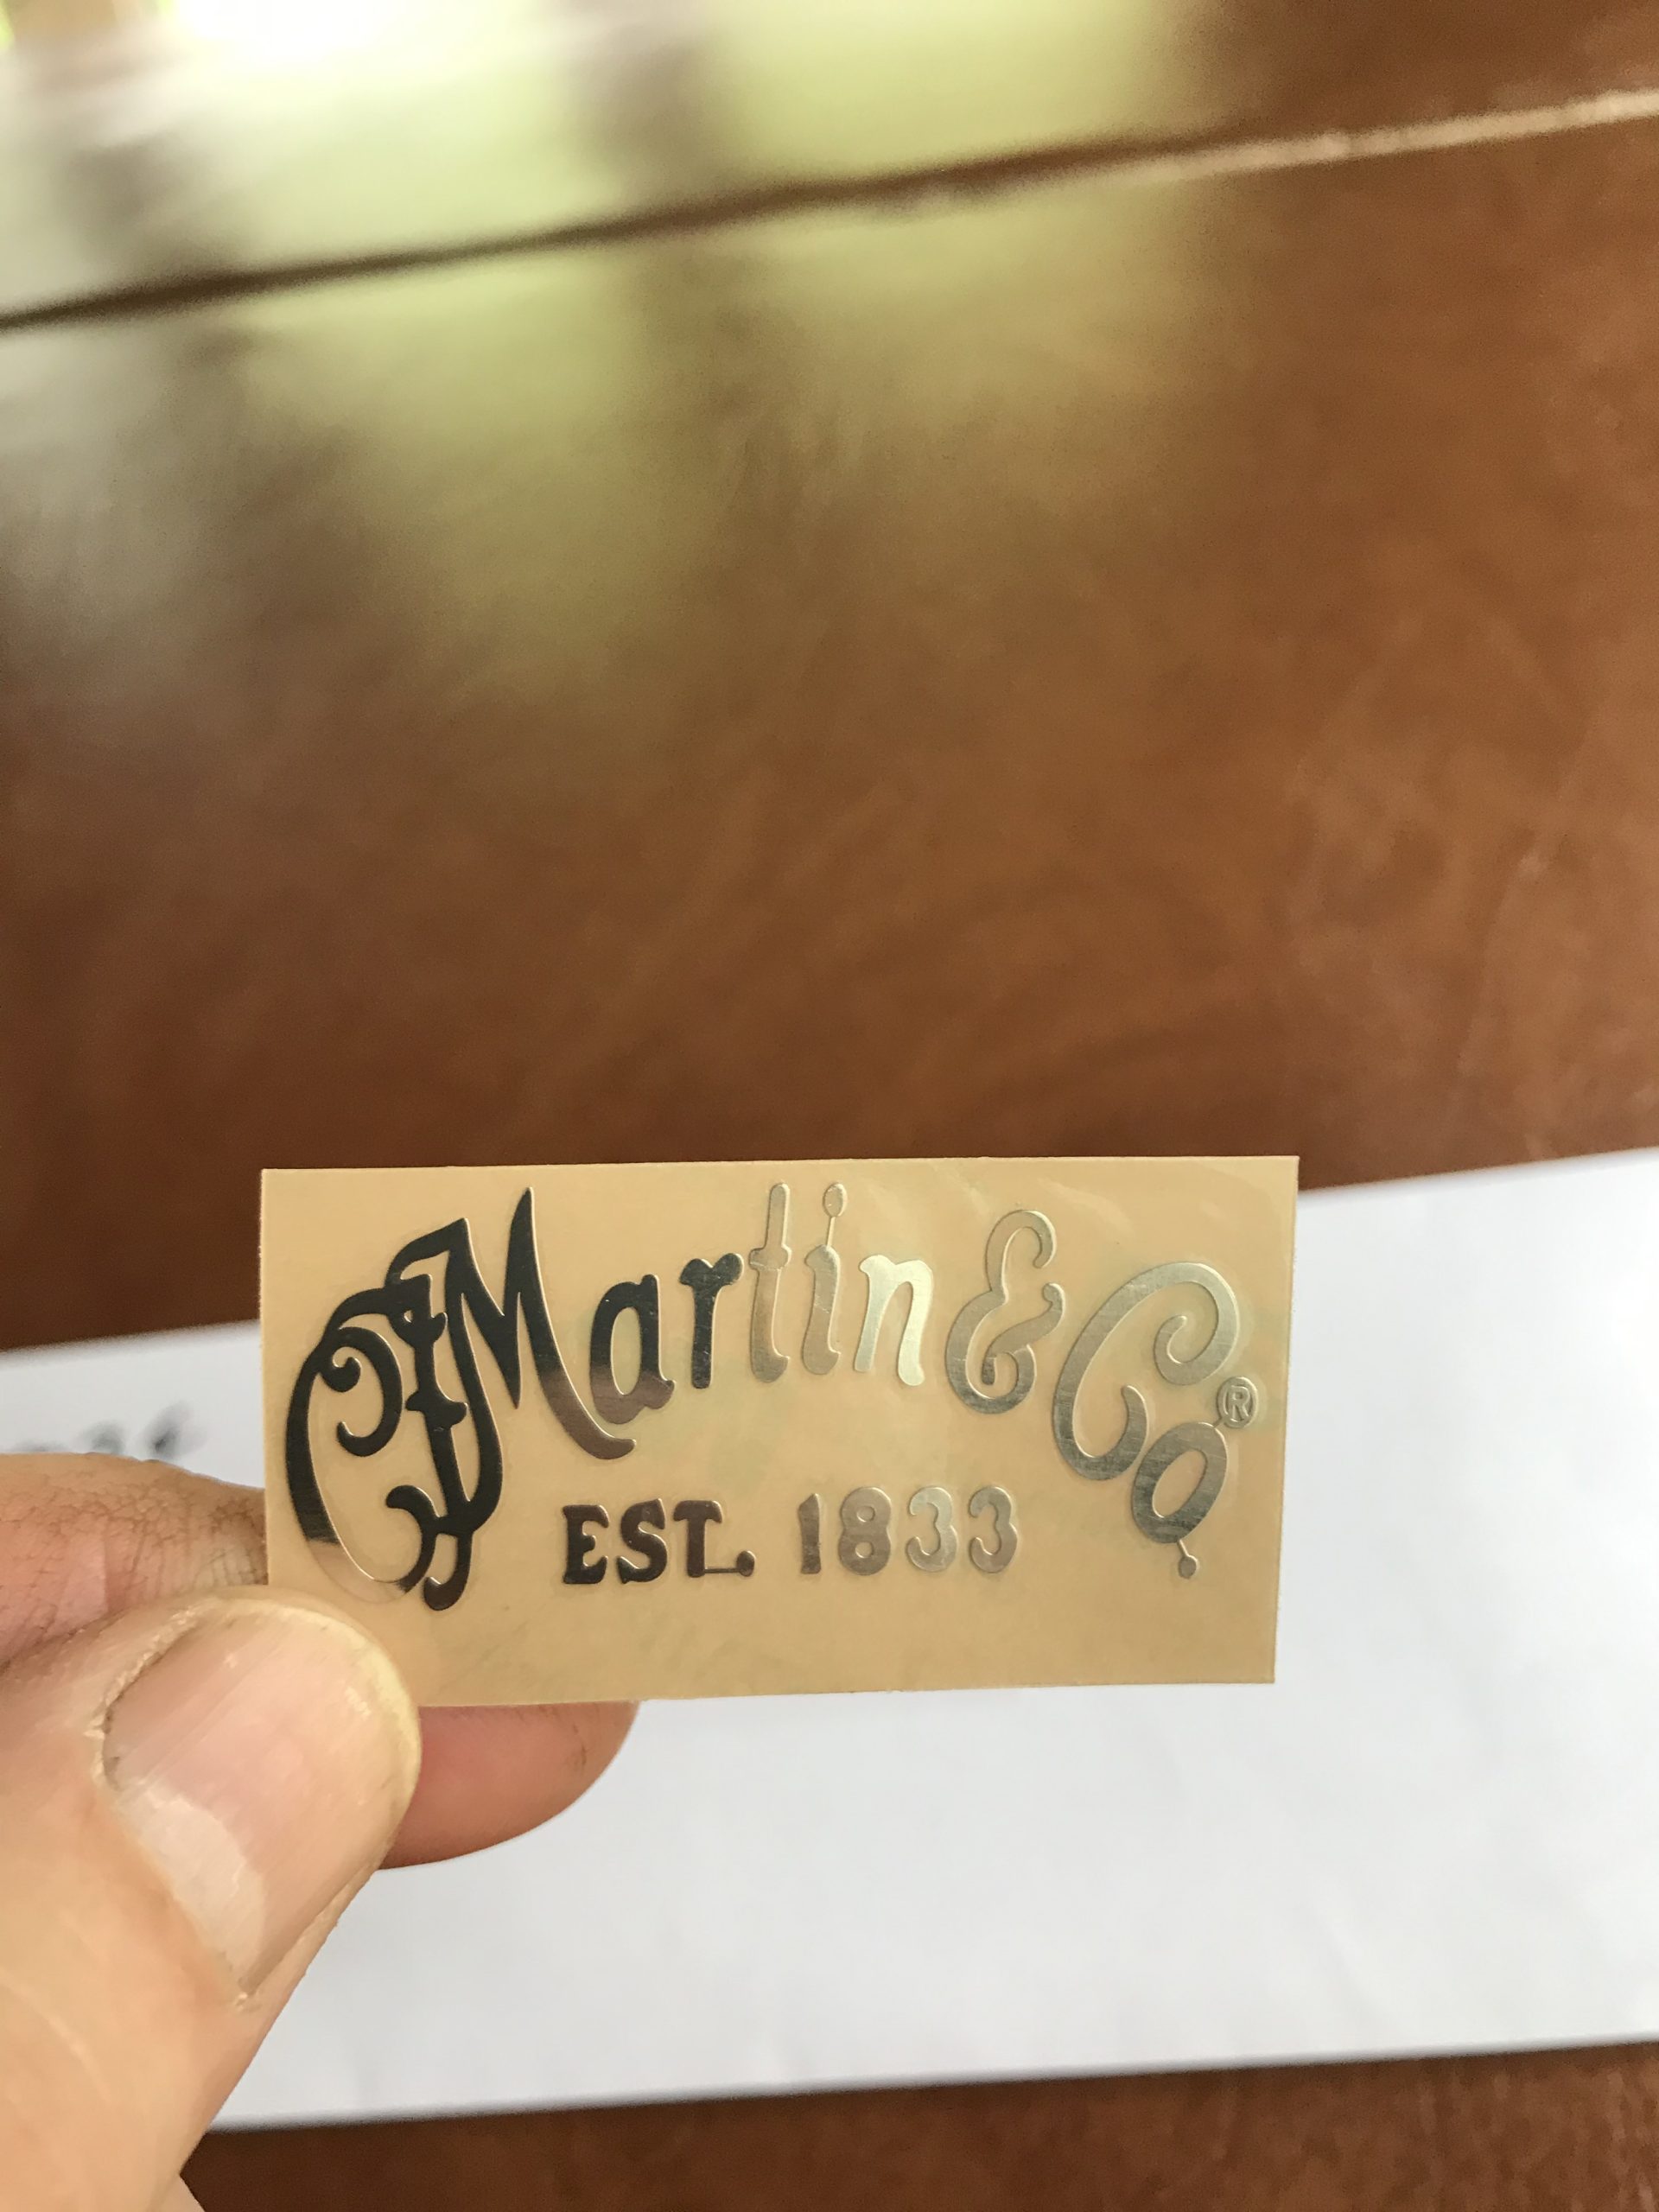 CFMartin & Co®
EST. 1833